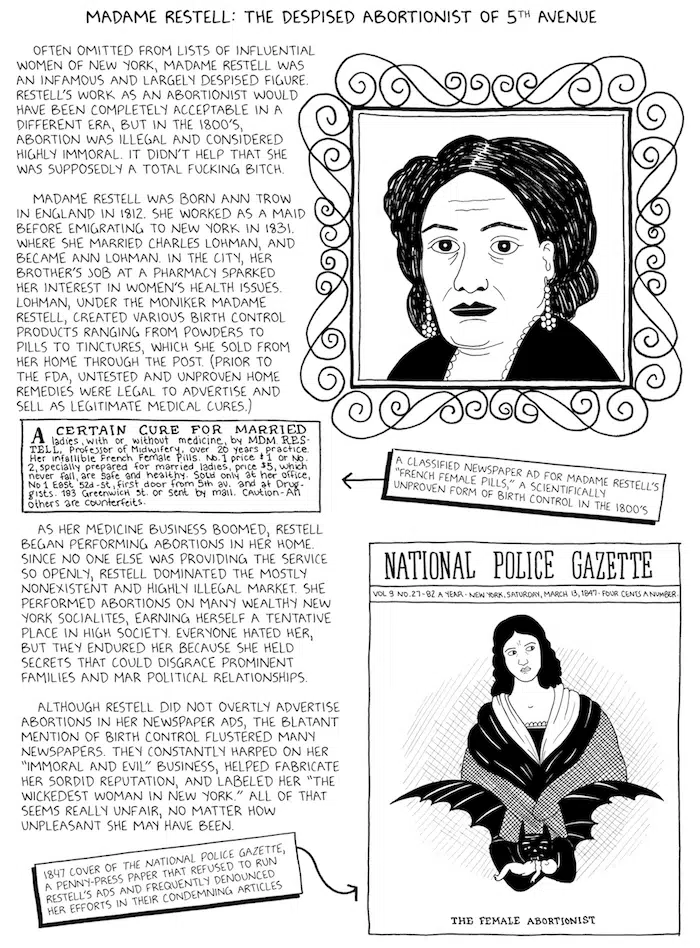 MADAME RESTELL: THE DESPISED ABORTIONIST OF 5TH AVENUE
OFTEN OMITTED FROM LISTS OF INFLUENTIAL
WOMEN OF NEW YORK, MADAME RESTELL WAS
AN INFAMOUS AND LARGELY DESPISED FIGURE.
RESTELL'S WORK AS AN ABORTIONIST WOULD
HAVE BEEN COMPLETELY ACCEPTABLE IN A
DIFFERENT ERA, BUT IN THE 1800'S,
ABORTION WAS ILLEGAL AND CONSIDERED
HIGHLY IMMORAL. IT DIDN'T HELP THAT SHE
WAS SUPPOSEDLY A TOTAL FUCKING BITCH.
MADAME RESTELL WAS BORN ANN TROW
IN ENGLAND IN 1812. SHE WORKED AS A MAID
BEFORE EMIGRATING TO NEW YORK IN 1831.
WHERE SHE MARRIED CHARLES LOHMAN, AND
BECAME ANN LOHMAN. IN THE CITY, HER
BROTHER'S JOB AT A PHARMACY SPARKED
HER INTEREST IN WOMEN'S HEALTH ISSUES.
LOHMAN, UNDER THE MONIKER MADAME
RESTELL, CREATED VARIOUS BIRTH CONTROL
PRODUCTS RANGING FROM POWDERS TO
PILLS TO TINCTURES, WHICH SHE SOLD FROM
HER HOME THROUGH THE POST. (PRIOR TO
THE FDA, UNTESTED AND UNPROVEN HOME
REMEDIES WERE LEGAL TO ADVERTISE AND
SELL AS LEGITIMATE MEDICAL CURES.)
A CERTAIN CURE FOR MARRIED
ladies, with or without medicine, by MDM. RES-
TELL, Professor of Midwifery, over 20 years practice.
Her infallible French Female Pills. No.1 price $1 or No.
2, specially prepared for married ladies, price $5, which
never fail, are safe and healthy. Sold only at her office,
No 1 East 52d-St, first door from 5th av. and at Drug-
gists. 193 Greenwich St. or sent by mail. Caution-All
others are counterfeits.
A CLASSIFIED NEWSPAPER AD FOR MADAME RESTELL'S
"FRENCH FEMALE PILLS," A SCIENTIFICALLY
UNPROVEN FORM OF BIRTH CONTROL IN THE 1800'S
AS HER MEDICINE BUSINESS BOOMED, RESTELL
BEGAN PERFORMING ABORTIONS IN HER HOME.
SINCE NO ONE ELSE WAS PROVIDING THE SERVICE
SO OPENLY, RESTELL DOMINATED THE MOSTLY
NONEXISTENT AND HIGHLY ILLEGAL MARKET. SHE
PERFORMED ABORTIONS ON MANY WEALTHY NEW
YORK SOCIALITES, EARNING HERSELF A TENTATIVE
PLACE IN HIGH SOCIETY. EVERYONE HATED HER,
BUT THEY ENDURED HER BECAUSE SHE HELD
SECRETS THAT COULD DISGRACE PROMINENT
FAMILIES AND MAR POLITICAL RELATIONSHIPS.
ALTHOUGH RESTELL DID NOT OVERTLY ADVERTISE
ABORTIONS IN HER NEWSPAPER ADS, THE BLATANT
MENTION OF BIRTH CONTROL FLUSTERED MANY
NEWSPAPERS. THEY CONSTANTLY HARPED ON HER
"IMMORAL AND EVIL" BUSINESS, HELPED FABRICATE
HER SORDID REPUTATION, AND LABELED HER "THE
WICKEDEST WOMAN IN NEW YORK." ALL OF THAT
SEEMS REALLY UNFAIR, NO MATTER HOW
UNPLEASANT SHE MAY HAVE BEEN.
1847 COVER OF THE NATIONAL POLICE GAZETTE,
A PENNY-PRESS PAPER THAT REFUSED TO RUN
RESTELL'S ADS AND FREQUENTLY DENOUNCED
HER EFFORTS IN THEIR CONDEMNING ARTICLES
NATIONAL POLICE GAZETTE
VOL 9 NO. 27-82 A YEAR - NEW YORK, SATURDAY, MARCH 13, 1847 - FOUR CENTS A NUMBER.
THE FEMALE ABORTIONIST